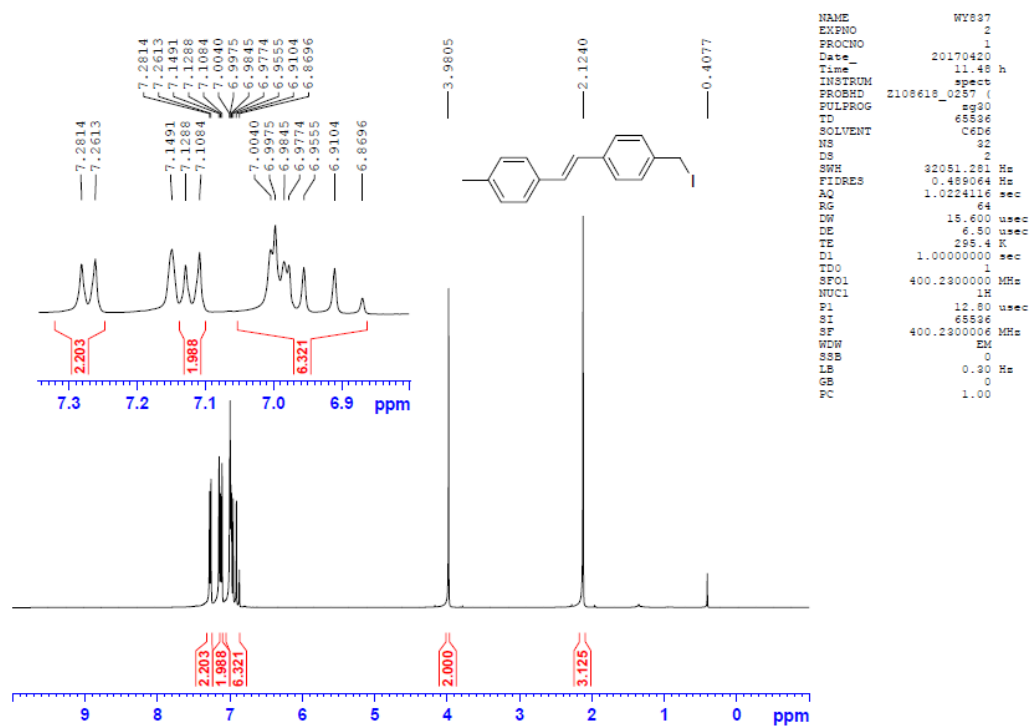 7.2814
7.2613
7.1491
7.1288
7.1084
7.0040
6.9975
6.9845
6.9774
6.9555
6.9104
6.8696
3.9805
2.1240
0.4077
7.2814
7.2613
7.1491
7.1288
7.1084
7.0040
6.9975
6.9845
6.9774
6.9555
6.9104
6.8696
I
2.203
1.988
6.321
7.3 7.2 7.1 7.0 6.9 ppm
2.203
1.988
6.321
2.000
3.125
9 8 7 6 5 4 3 2 1 0 ppm
NAME WY837
EXPNO 2
PROCNO 1
Date_ 20170420
Time 11.48 h
INSTRUM spect
PROBHD Z108618_0257 (
PULPROG zg30
TD 65536
SOLVENT C6D6
NS 32
DS 2
SWH 32051.281 Hz
FIDRES 0.489064 Hz
AQ 1.0224116 sec
RG 64
DW 15.600 usec
DE 6.50 usec
TE 295.4 K
D1 1.00000000 sec
TD0 1
SFO1 400.2300000 MHz
NUC1 1H
P1 12.80 usec
SI 65536
SF 400.2300006 MHz
WDW EM
SSB 0
LB 0.30 Hz
GB 0
PC 1.00